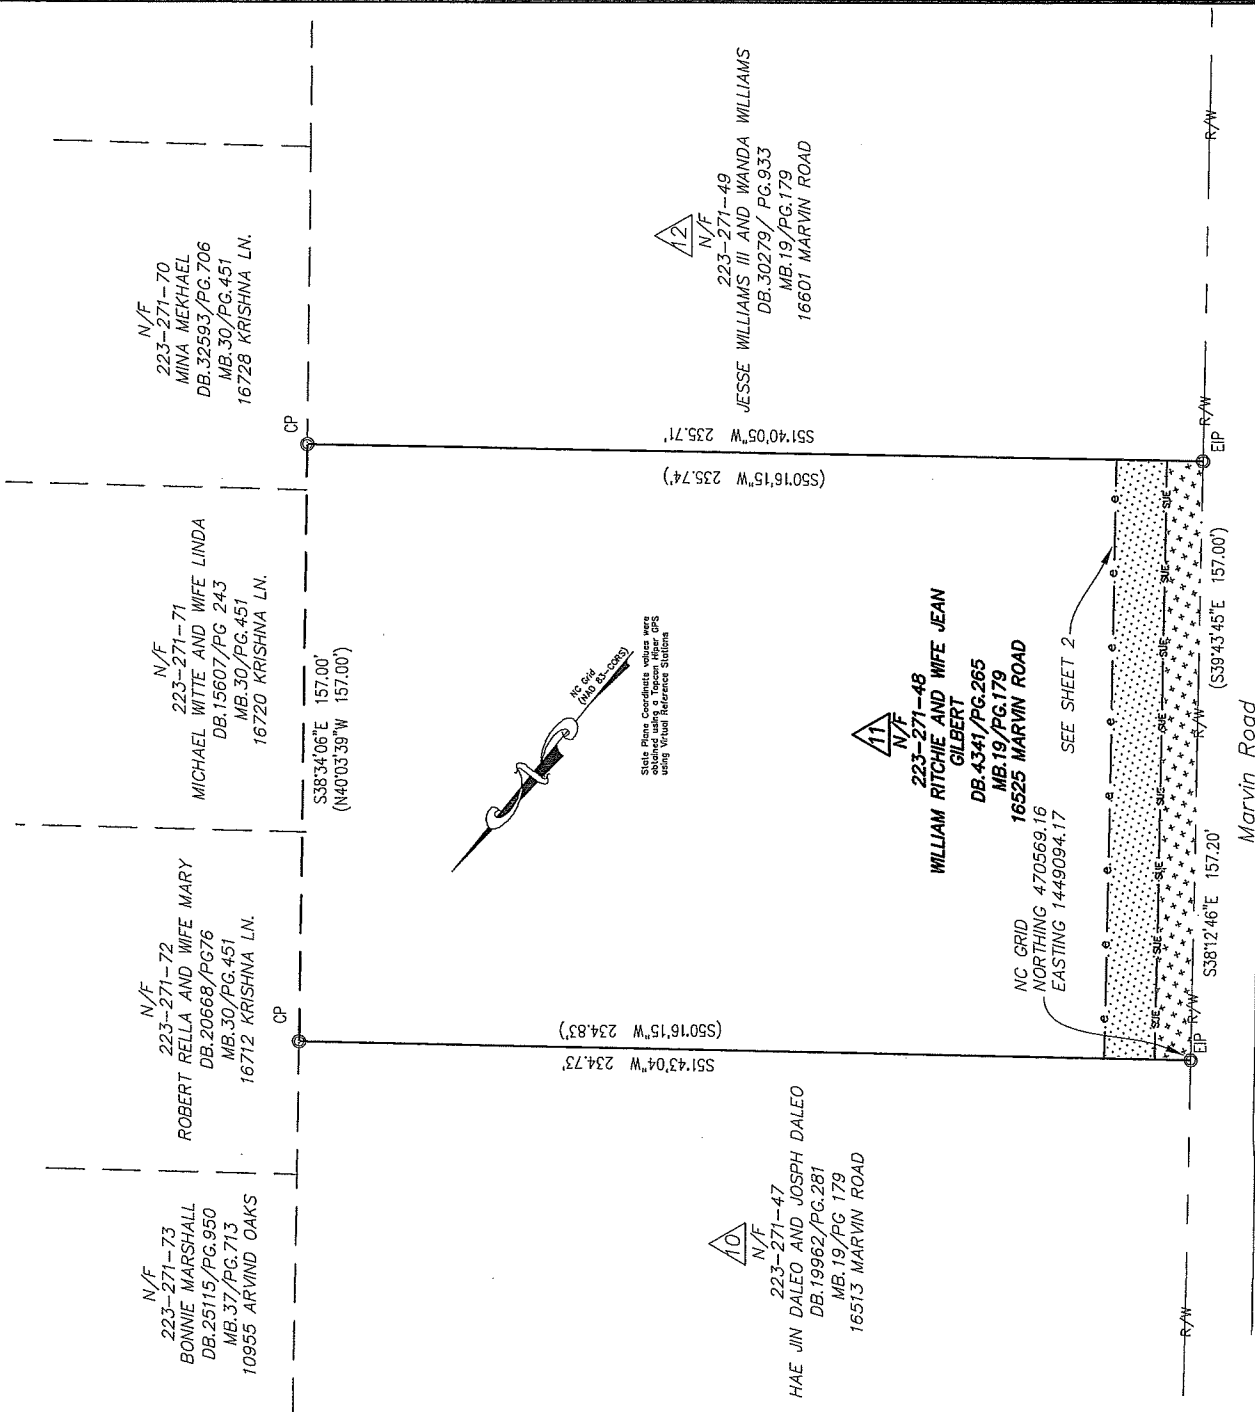 N/F
223-271-73
BONNIE MARSHALL
DB.25115/PG.950
MB.37/PG.713
10955 ARVIND OAKS
N/F
223-271-72
ROBERT RELLA AND WIFE MARY
DB.20668/PG76
MB.30/PG.451
16712 KRISHNA LN.
N/F
223-271-71
MICHAEL WITTE AND WIFE LINDA
DB.15607/PG 243
MB.30/PG.451
16720 KRISHNA LN.
N/F
223-271-70
MINA MEKHAEL
DB.32593/PG.706
MB.30/PG.451
16728 KRISHNA LN.
CP
CP
S38°34'06"E 157.00'
(N40°03'39"W 157.00')
NC Grid
(NAD 83-CORS)
State Plane Coordinate values were
obtained using a Topcon Hiper GPS
using Virtual Reference Stations
S51°43'04"W 234.73'
(S50°16'15"W 234.83')
(S50°16'15"W 235.74')
S51°40'05"W 235.71'
10
N/F
223-271-47
HAE JIN DALEO AND JOSPH DALEO
DB.19962/PG.281
MB.19/PG 179
16513 MARVIN ROAD
11
N/F
223-271-48
WILLIAM RITCHIE AND WIFE JEAN
GILBERT
DB.4341/PG.265
MB.19/PG.179
16525 MARVIN ROAD
12
N/F
223-271-49
JESSE WILLIAMS III AND WANDA WILLIAMS
DB.30279/ PG.933
MB.19/PG.179
16601 MARVIN ROAD
NC GRID
NORTHING 470569.16
EASTING 1449094.17
SEE SHEET 2
e e e e e e e e e
SUE SUE SUE SUE SUE SUE SUE SUE
R/W EIP R/W R/W EIP R/W R/W
S38°12'46"E 157.20'
(S39°43'45"E 157.00')
Marvin Road